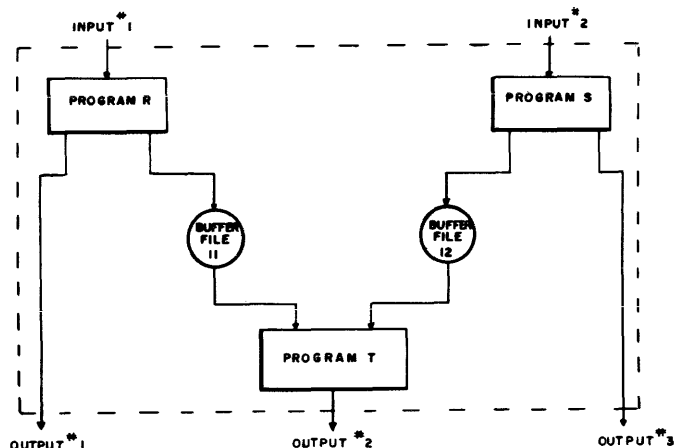 INPUT #1
INPUT #2
PROGRAM R
PROGRAM S
BUFFER
FILE
11
BUFFER
FILE
12
PROGRAM T
OUTPUT #1
OUTPUT #2
OUTPUT #3